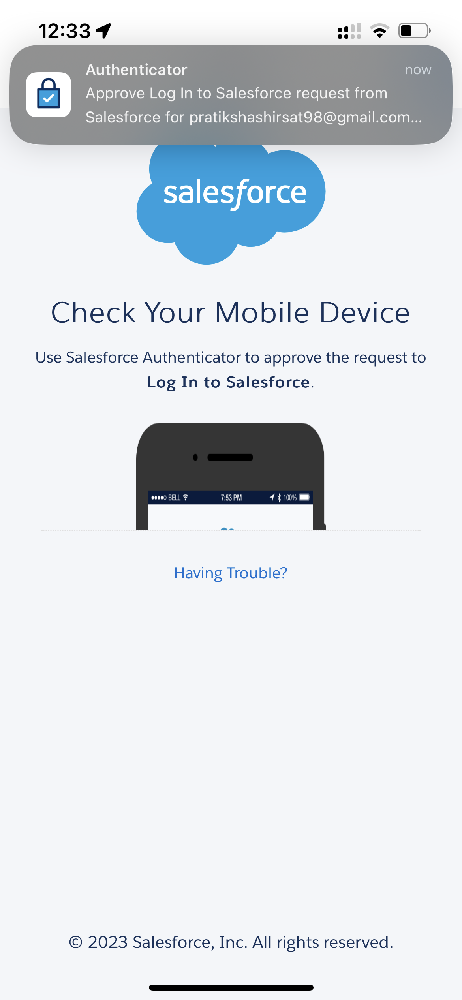 12:33
Authenticator
now
Approve Log In to Salesforce request from
Salesforce for pratikshashirsat98@gmail.com...
salesforce
Check Your Mobile Device
Use Salesforce Authenticator to approve the request to
Log In to Salesforce.
BELL 7:53 PM 100%
Having Trouble?
© 2023 Salesforce, Inc. All rights reserved.